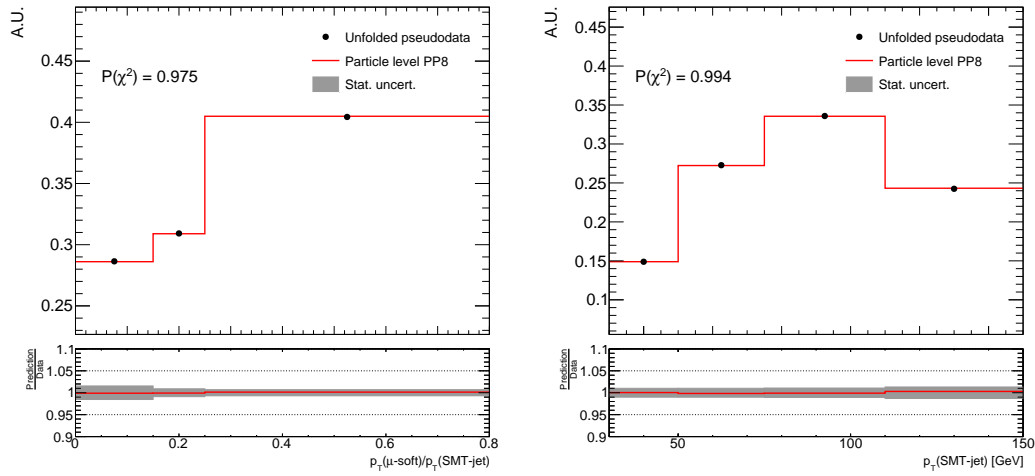 A.U.
0.45
0.4
0.35
0.3
0.25
P(χ²) = 0.975
Unfolded pseudodata
Particle level PP8
Stat. uncert.
Prediction
Data
1.1
1.05
1
0.95
0.9
0 0.2 0.4 0.6 0.8
p_T(μ-soft)/p_T(SMT-jet)
A.U.
0.45
0.4
0.35
0.3
0.25
0.2
0.15
0.1
P(χ²) = 0.994
Unfolded pseudodata
Particle level PP8
Stat. uncert.
Prediction
Data
1.1
1.05
1
0.95
0.9
50 100 150
p_T(SMT-jet) [GeV]